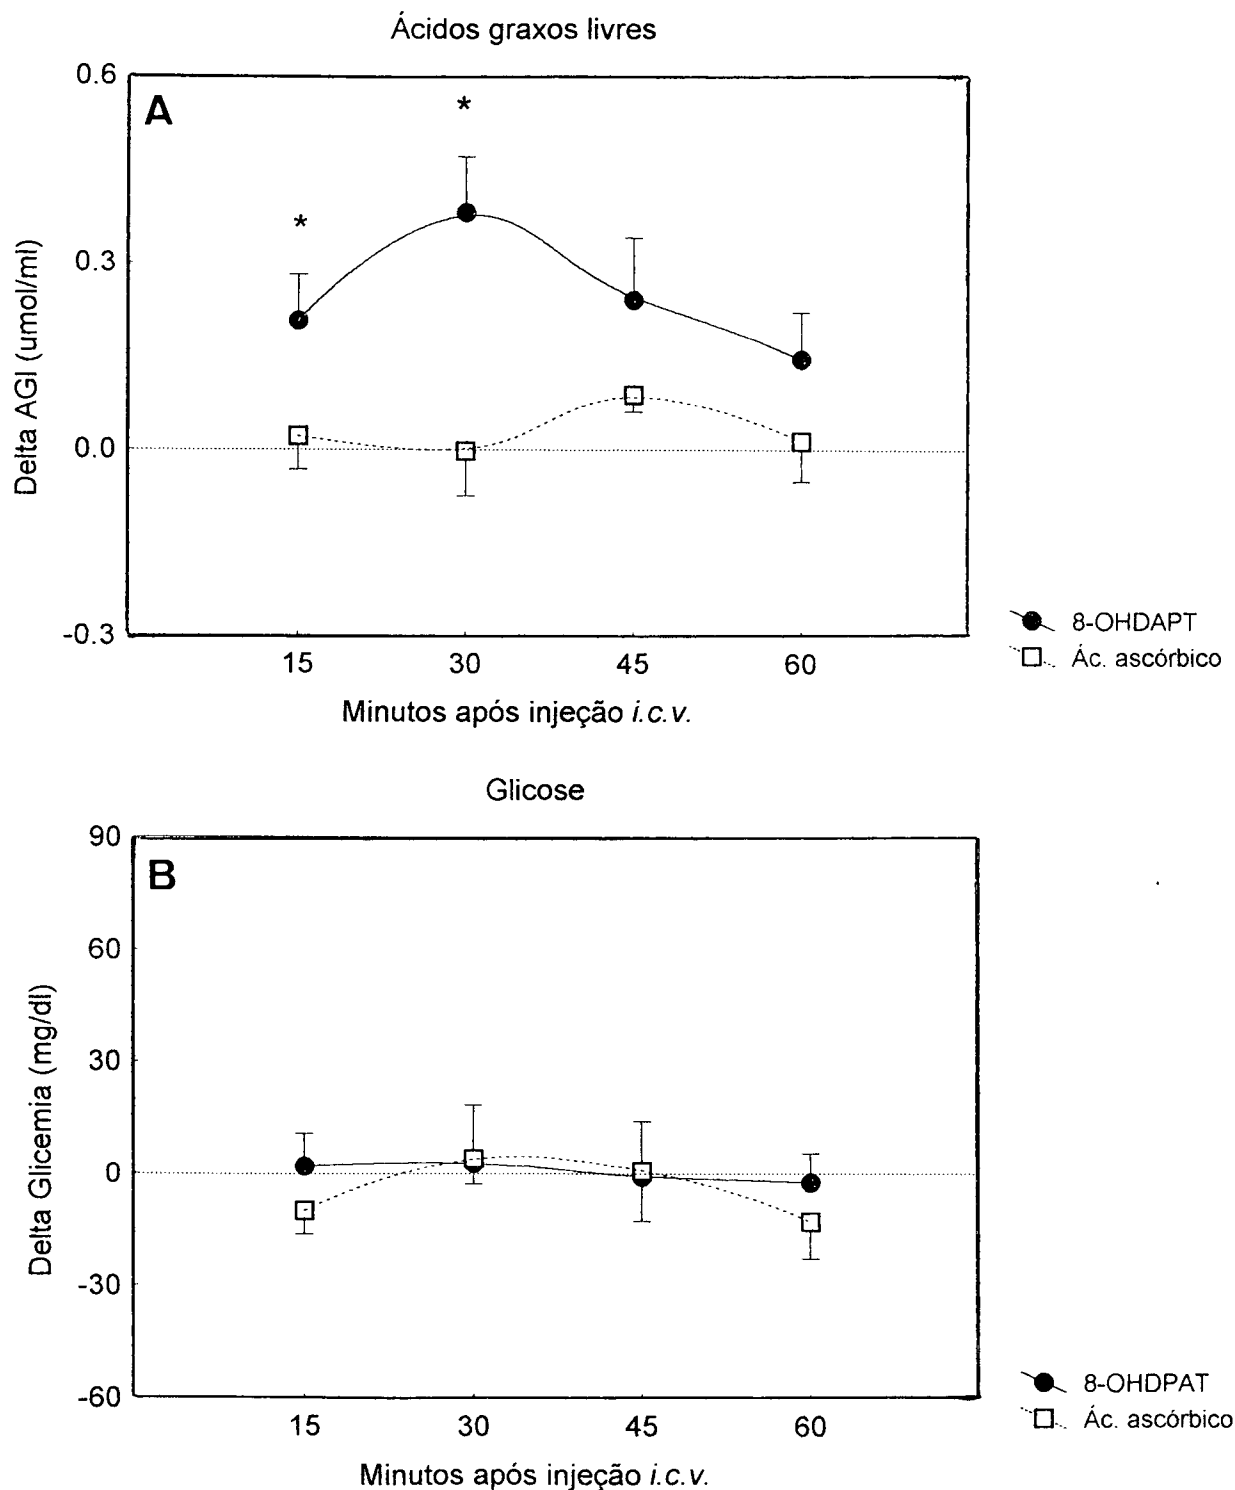 Ácidos graxos livres
0.6
A
*
*
0.3
0.0
-0.3
Delta AGl (umol/ml)
15 30 45 60
Minutos após injeção i.c.v.
8-OHDAPT
Ác. ascórbico
Glicose
90
B
60
30
0
-30
-60
Delta Glicemia (mg/dl)
15 30 45 60
Minutos após injeção i.c.v.
8-OHDPAT
Ác. ascórbico